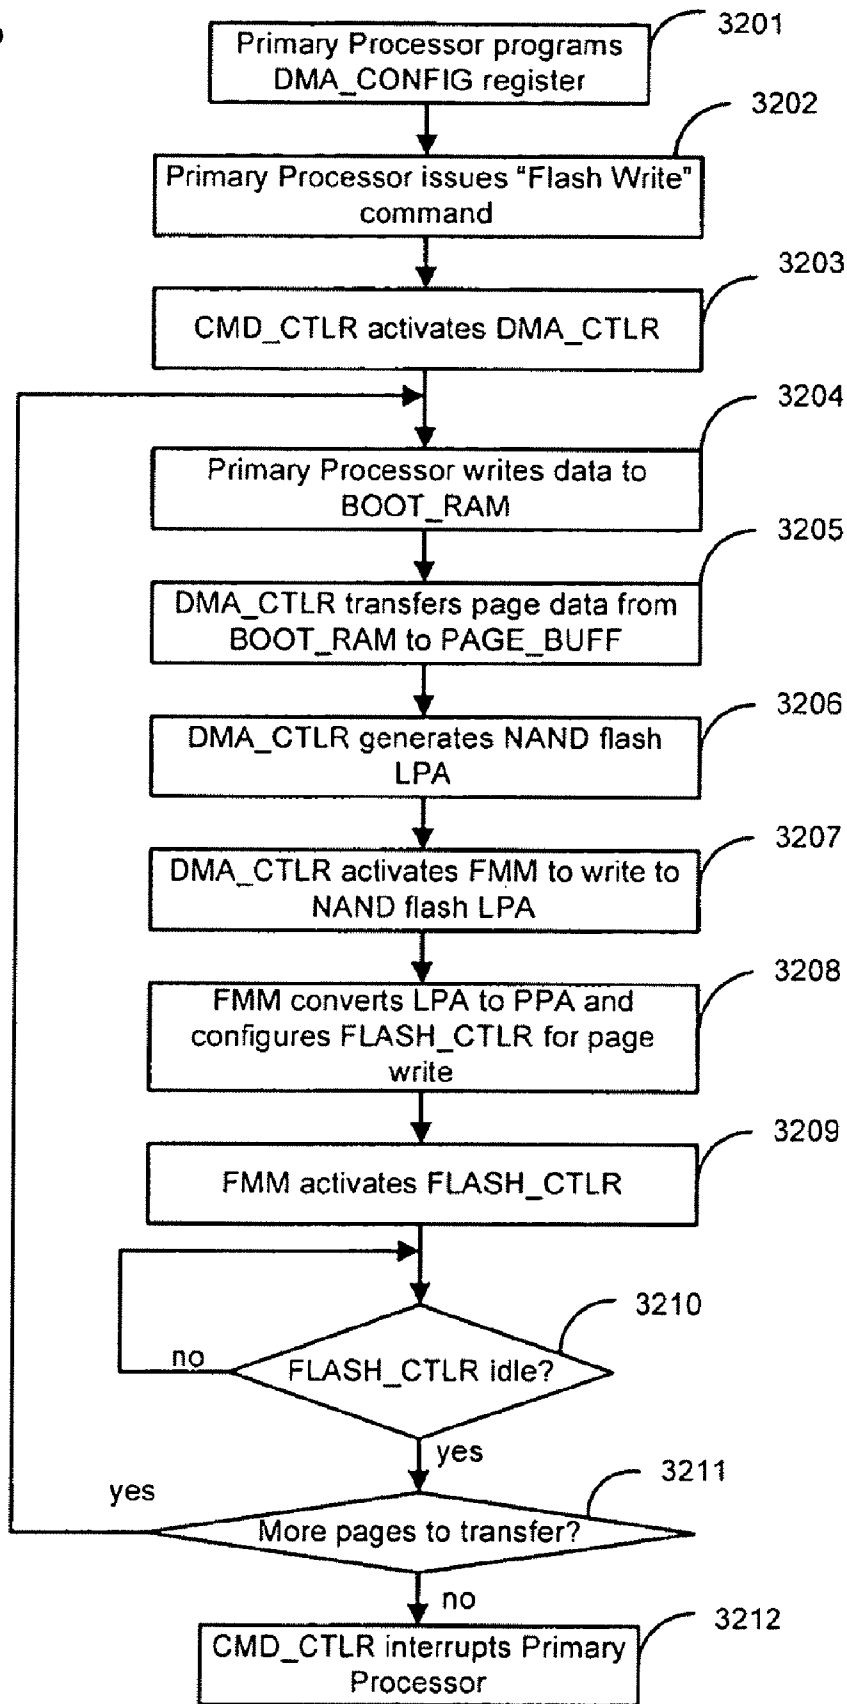 3201
Primary Processor programs
DMA_CONFIG register
3202
Primary Processor issues "Flash Write"
command
3203
CMD_CTLR activates DMA_CTLR
3204
Primary Processor writes data to
BOOT_RAM
3205
DMA_CTLR transfers page data from
BOOT_RAM to PAGE_BUFF
3206
DMA_CTLR generates NAND flash
LPA
3207
DMA_CTLR activates FMM to write to
NAND flash LPA
3208
FMM converts LPA to PPA and
configures FLASH_CTLR for page
write
3209
FMM activates FLASH_CTLR
3210
no
FLASH_CTLR idle?
yes
3211
yes
More pages to transfer?
no
3212
CMD_CTLR interrupts Primary
Processor